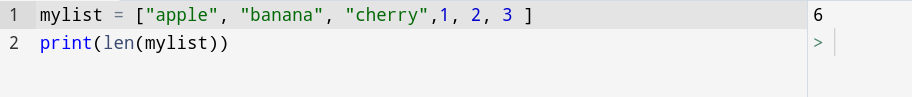 1 mylist = ["apple", "banana", "cherry",1, 2, 3 ]
2 print(len(mylist))
6
>